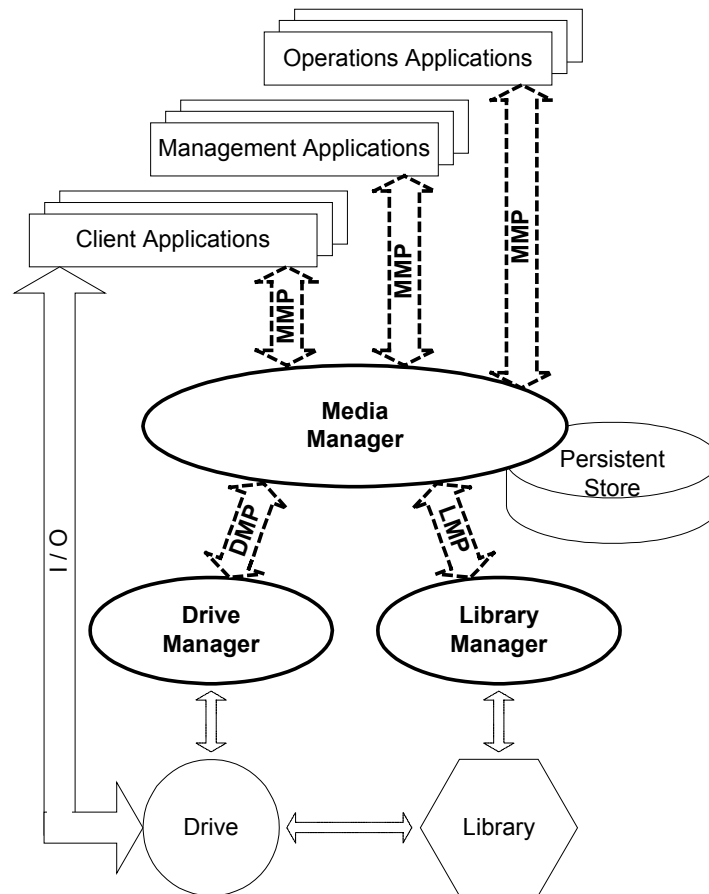 Operations Applications
Management Applications
Client Applications
MMP
MMP
MMP
Media
Manager
Persistent
Store
I / O
DMP
LMP
Drive
Manager
Library
Manager
Drive
Library